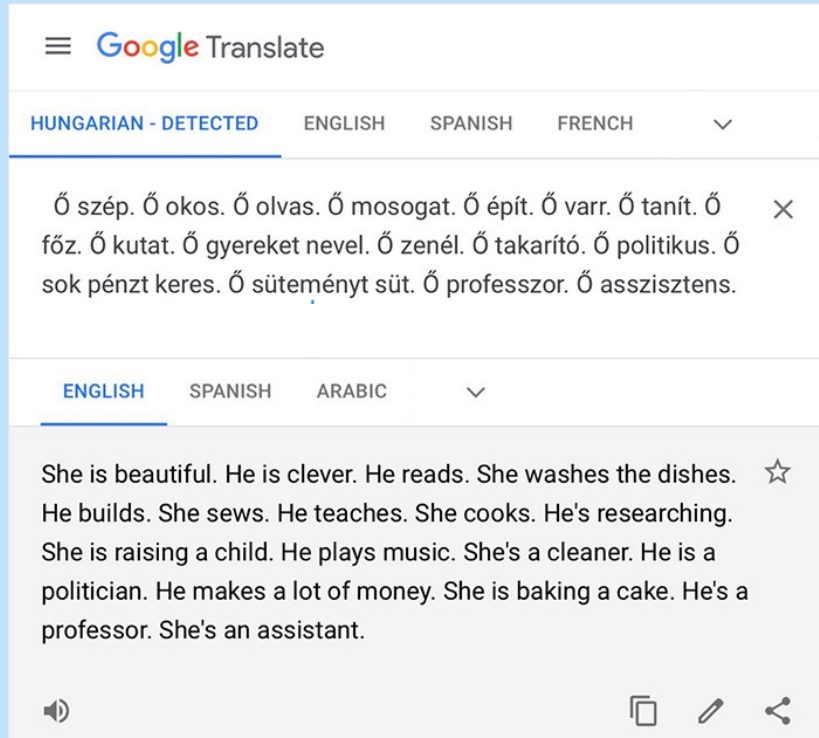 Google Translate
HUNGARIAN - DETECTED ENGLISH SPANISH FRENCH
Ő szép. Ő okos. Ő olvas. Ő mosogat. Ő épít. Ő varr. Ő tanít. Ő
főz. Ő kutat. Ő gyereket nevel. Ő zenél. Ő takarító. Ő politikus. Ő
sok pénzt keres. Ő süteményt süt. Ő professzor. Ő asszisztens.
ENGLISH SPANISH ARABIC
She is beautiful. He is clever. He reads. She washes the dishes.
He builds. She sews. He teaches. She cooks. He's researching.
She is raising a child. He plays music. She's a cleaner. He is a
politician. He makes a lot of money. She is baking a cake. He's a
professor. She's an assistant.